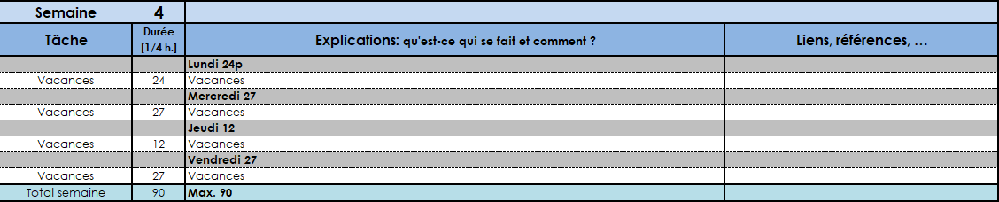 Semaine 4
Tâche Durée [1/4 h.] Explications: qu'est-ce qui se fait et comment ? Liens, références, …
Lundi 24p
Vacances 24 Vacances
Mercredi 27
Vacances 27 Vacances
Jeudi 12
Vacances 12 Vacances
Vendredi 27
Vacances 27 Vacances
Total semaine 90 Max. 90